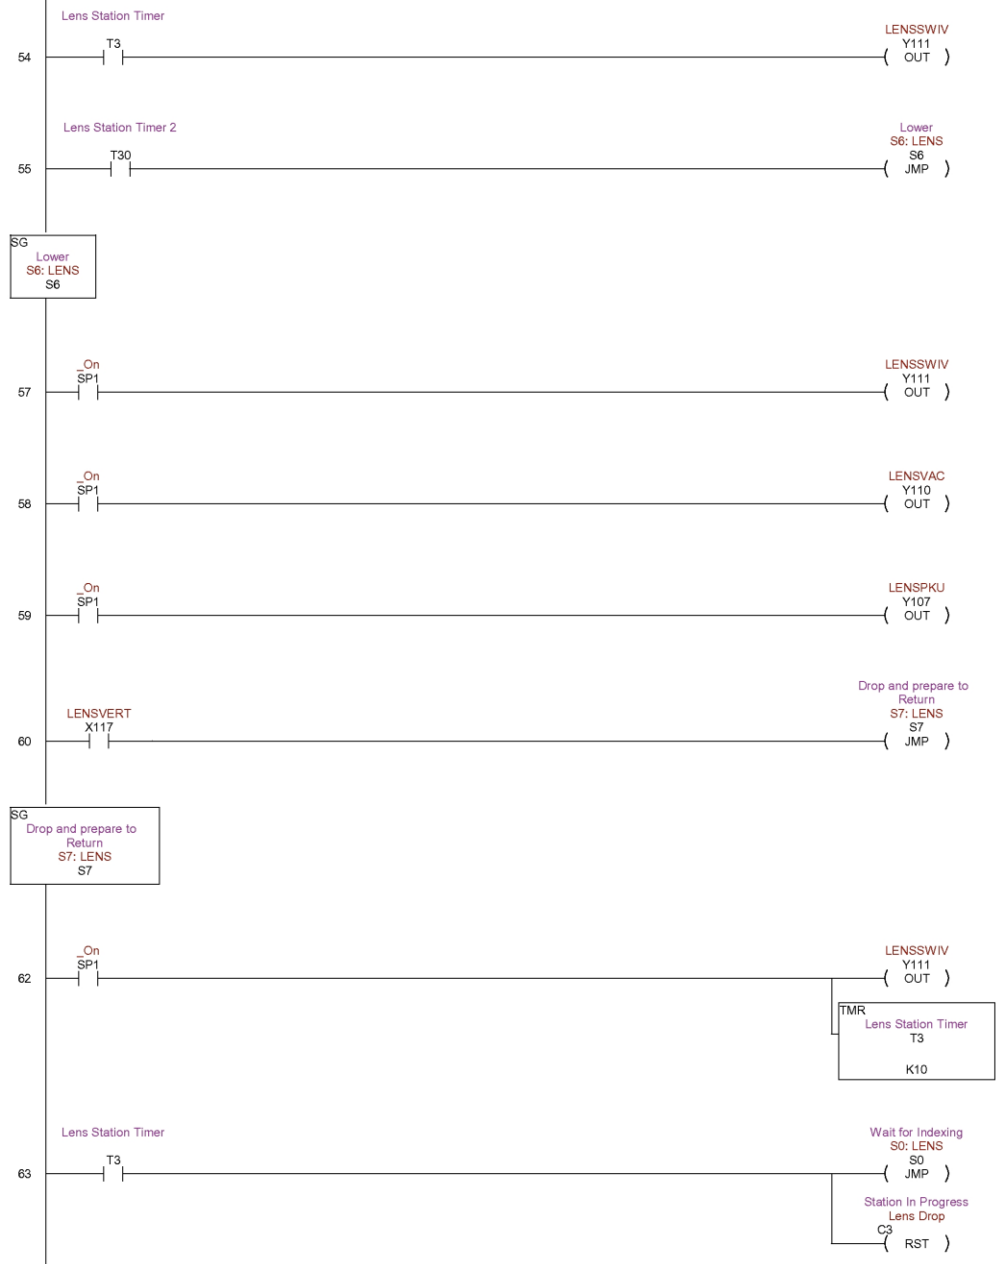 Lens Station Timer
LENSSWIV
T3
Y111
54
( OUT )
Lens Station Timer 2
Lower
S6: LENS
T30
S6
55
( JMP )
SG
Lower
S6: LENS
S6
_On
LENSSWIV
SP1
Y111
57
( OUT )
_On
LENSVAC
SP1
Y110
58
( OUT )
_On
LENSPKU
SP1
Y107
59
( OUT )
Drop and prepare to
Return
LENSVERT
S7: LENS
X117
S7
60
( JMP )
SG
Drop and prepare to
Return
S7: LENS
S7
_On
LENSSWIV
SP1
Y111
62
( OUT )
TMR
Lens Station Timer
T3
K10
Lens Station Timer
Wait for Indexing
S0: LENS
T3
S0
63
( JMP )
Station In Progress
Lens Drop
C3
( RST )